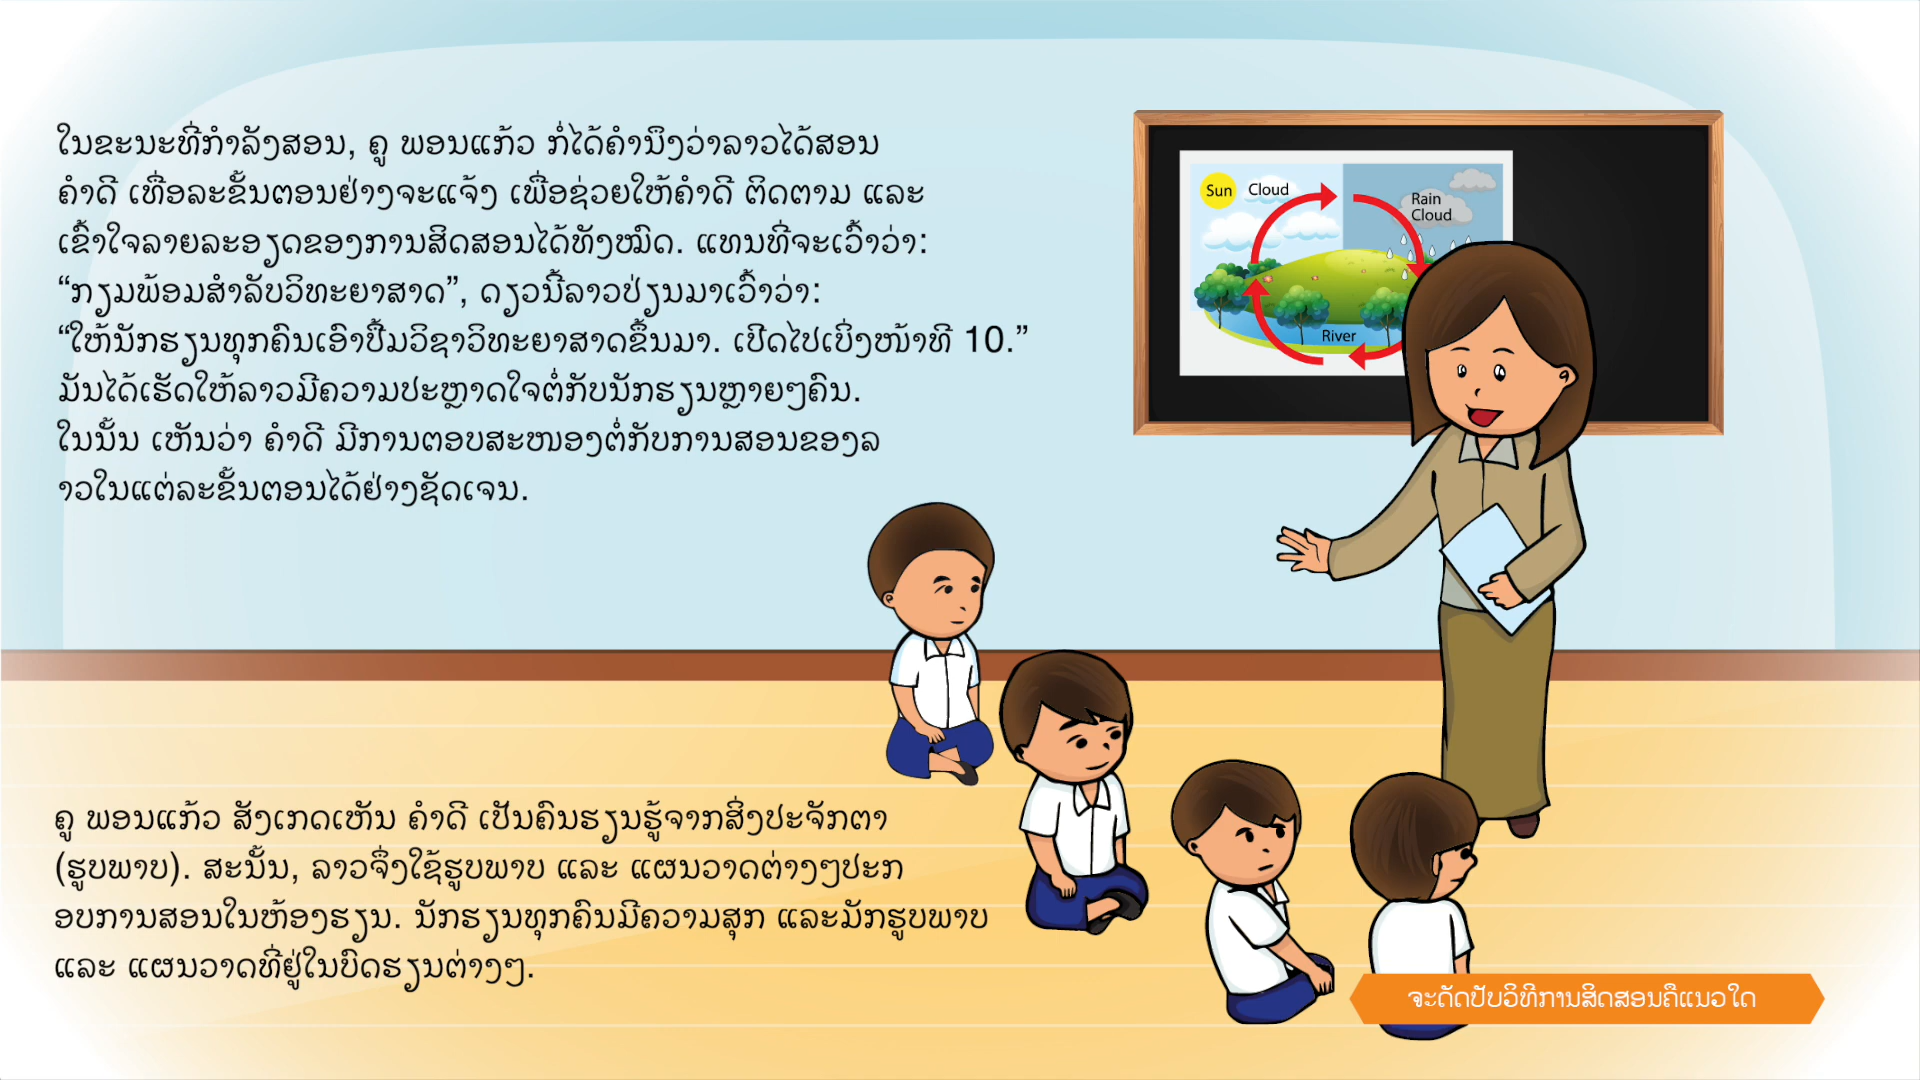 ໃນຂະນະທີ່ກຳລັງສອນ, ຄູ ພອນແກ້ວ ກໍ່ໄດ້ຄຳນຶງວ່າລາວໄດ້ສອນ
ຄຳດີ ເທື່ອລະຂັ້ນຕອນຢ່າງຈະແຈ້ງ ເພື່ອຊ່ວຍໃຫ້ຄຳດີ ຕິດຕາມ ແລະ
ເຂົ້າໃຈລາຍລະອຽດຂອງການສິດສອນໄດ້ທັງໝົດ. ແທນທີ່ຈະເວົ້າວ່າ:
“ກຽມພ້ອມສຳລັບວິທະຍາສາດ”, ດຽວນີ້ລາວປ່ຽນມາເວົ້າວ່າ:
“ໃຫ້ນັກຮຽນທຸກຄົນເອົາປຶ້ມວິຊາວິທະຍາສາດຂຶ້ນມາ. ເປີດໄປເບິ່ງໜ້າທີ 10.”
ມັນໄດ້ເຮັດໃຫ້ລາວມີຄວາມປະຫຼາດໃຈຕໍ່ກັບນັກຮຽນຫຼາຍໆຄົນ.
ໃນນັ້ນ ເຫັນວ່າ ຄຳດີ ມີການຕອບສະໜອງຕໍ່ກັບການສອນຂອງລ
າວໃນແຕ່ລະຂັ້ນຕອນໄດ້ຢ່າງຊັດເຈນ.
Sun
Cloud
Rain
Cloud
River
ຄູ ພອນແກ້ວ ສັງເກດເຫັນ ຄຳດີ ເປັນຄົນຮຽນຮູ້ຈາກສິ່ງປະຈັກຕາ
(ຮູບພາບ). ສະນັ້ນ, ລາວຈຶ່ງໃຊ້ຮູບພາບ ແລະ ແຜນວາດຕ່າງໆປະກ
ອບການສອນໃນຫ້ອງຮຽນ. ນັກຮຽນທຸກຄົນມີຄວາມສຸກ ແລະມັກຮູບພາບ
ແລະ ແຜນວາດທີ່ຢູ່ໃນບົດຮຽນຕ່າງໆ.
ຈະດັດປັບວິທີການສິດສອນຄືແນວໃດ